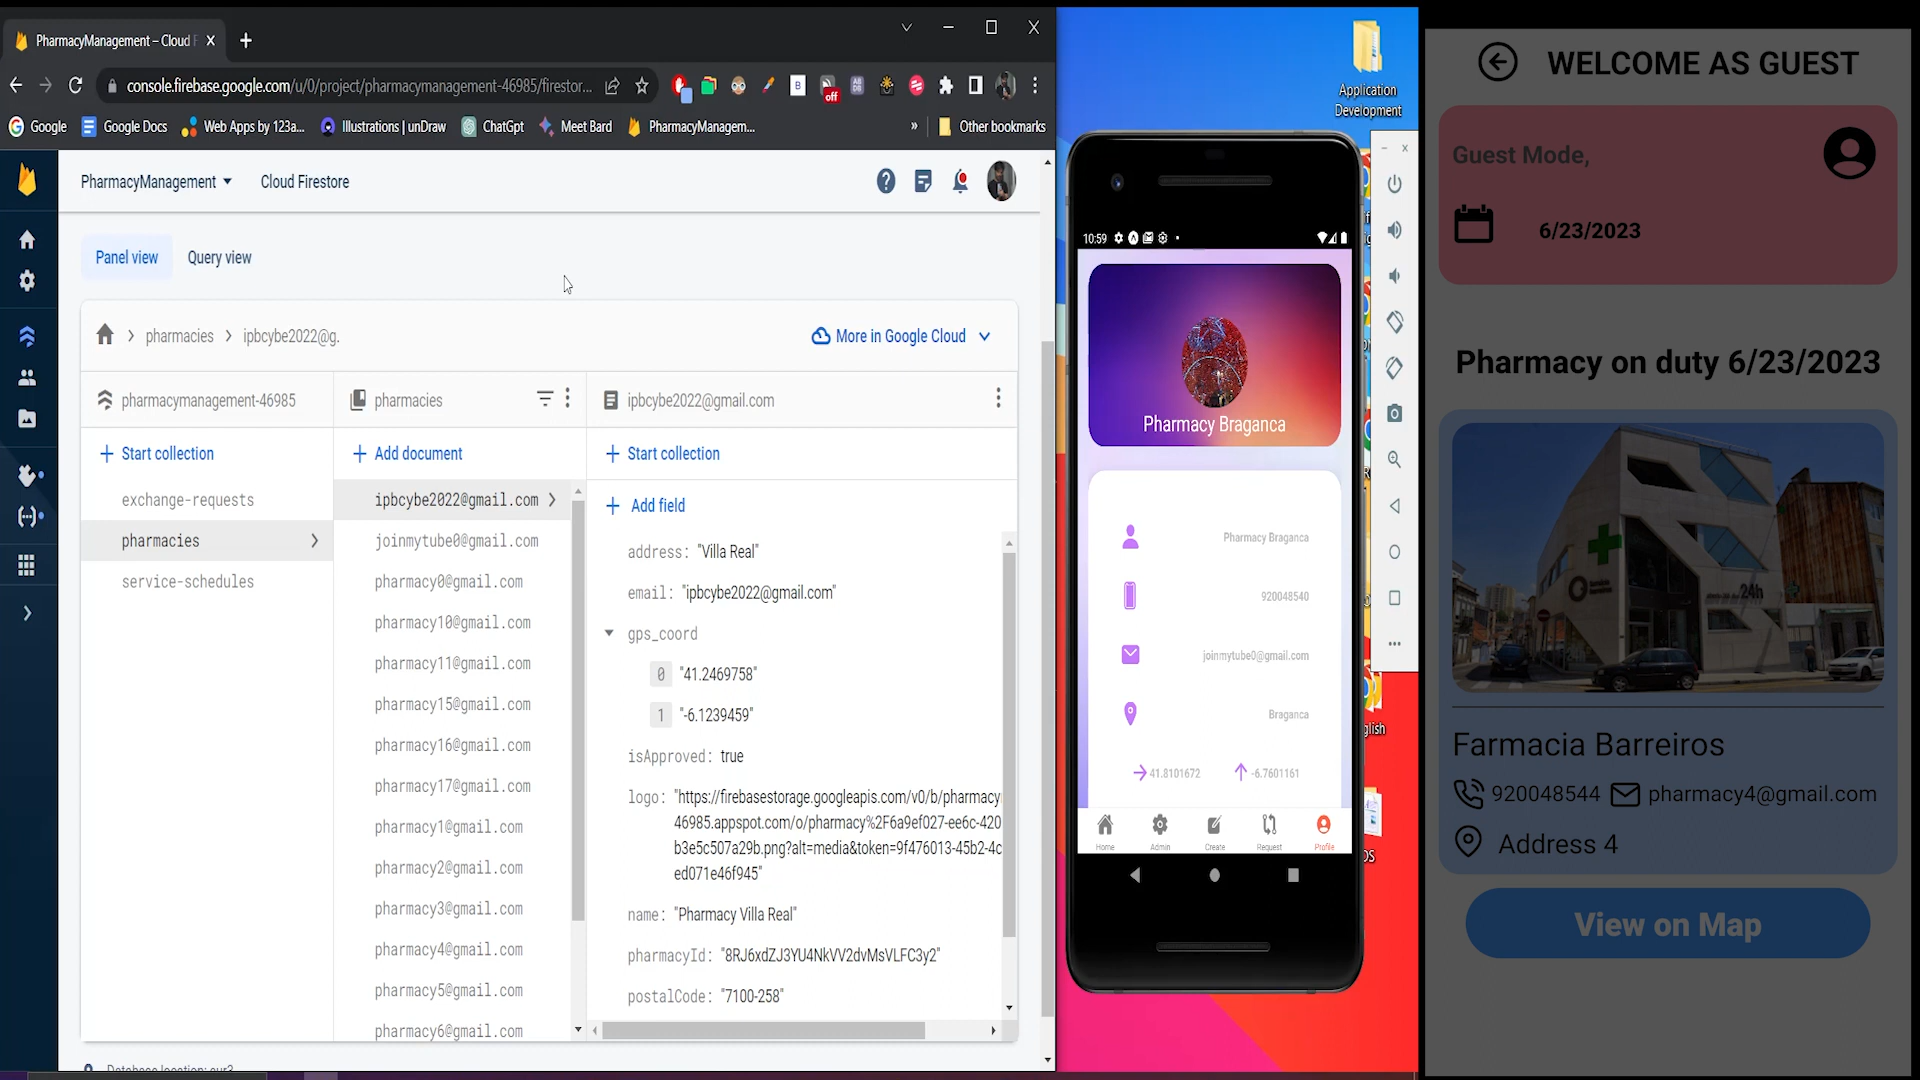 PharmacyManagement – Cloud F
console.firebase.google.com/u/0/project/pharmacymanagement-46985/firestor...
off
Google
Google Docs
Web Apps by 123a...
Illustrations | unDraw
ChatGpt
Meet Bard
PharmacyManagem...
»
Other bookmarks
PharmacyManagement
Cloud Firestore
Panel view
Query view
pharmacies
ipbcybe2022@g.
More in Google Cloud
pharmacymanagement-46985
pharmacies
ipbcybe2022@gmail.com
Start collection
Add document
Start collection
exchange-requests
pharmacies
service-schedules
ipbcybe2022@gmail.com
joinmytube0@gmail.com
pharmacy0@gmail.com
pharmacy10@gmail.com
pharmacy11@gmail.com
pharmacy15@gmail.com
pharmacy16@gmail.com
pharmacy17@gmail.com
pharmacy1@gmail.com
pharmacy2@gmail.com
pharmacy3@gmail.com
pharmacy4@gmail.com
pharmacy5@gmail.com
pharmacy6@gmail.com
Add field
address: "Villa Real"
email: "ipbcybe2022@gmail.com"
gps_coord
0 "41.2469758"
1 "-6.1239459"
isApproved: true
logo: "https://firebasestorage.googleapis.com/v0/b/pharmacy
46985.appspot.com/o/pharmacy%2F6a9ef027-ee6c-420
b3e5c507a29b.png?alt=media&token=9f476013-45b2-4c
ed071e46f945"
name: "Pharmacy Villa Real"
pharmacyId: "8RJ6xdZJ3YU4NkVV2dvMsVLFC3y2"
postalCode: "7100-258"
Database location: eur3
Application
Development
glish
OS
10:59
Pharmacy Braganca
Pharmacy Braganca
920048540
joinmytube0@gmail.com
Braganca
41.8101672
-6.7601161
Home
Admin
Create
Request
Profile
WELCOME AS GUEST
Guest Mode,
6/23/2023
Pharmacy on duty 6/23/2023
24h
Farmacia Barreiros
920048544
pharmacy4@gmail.com
Address 4
View on Map